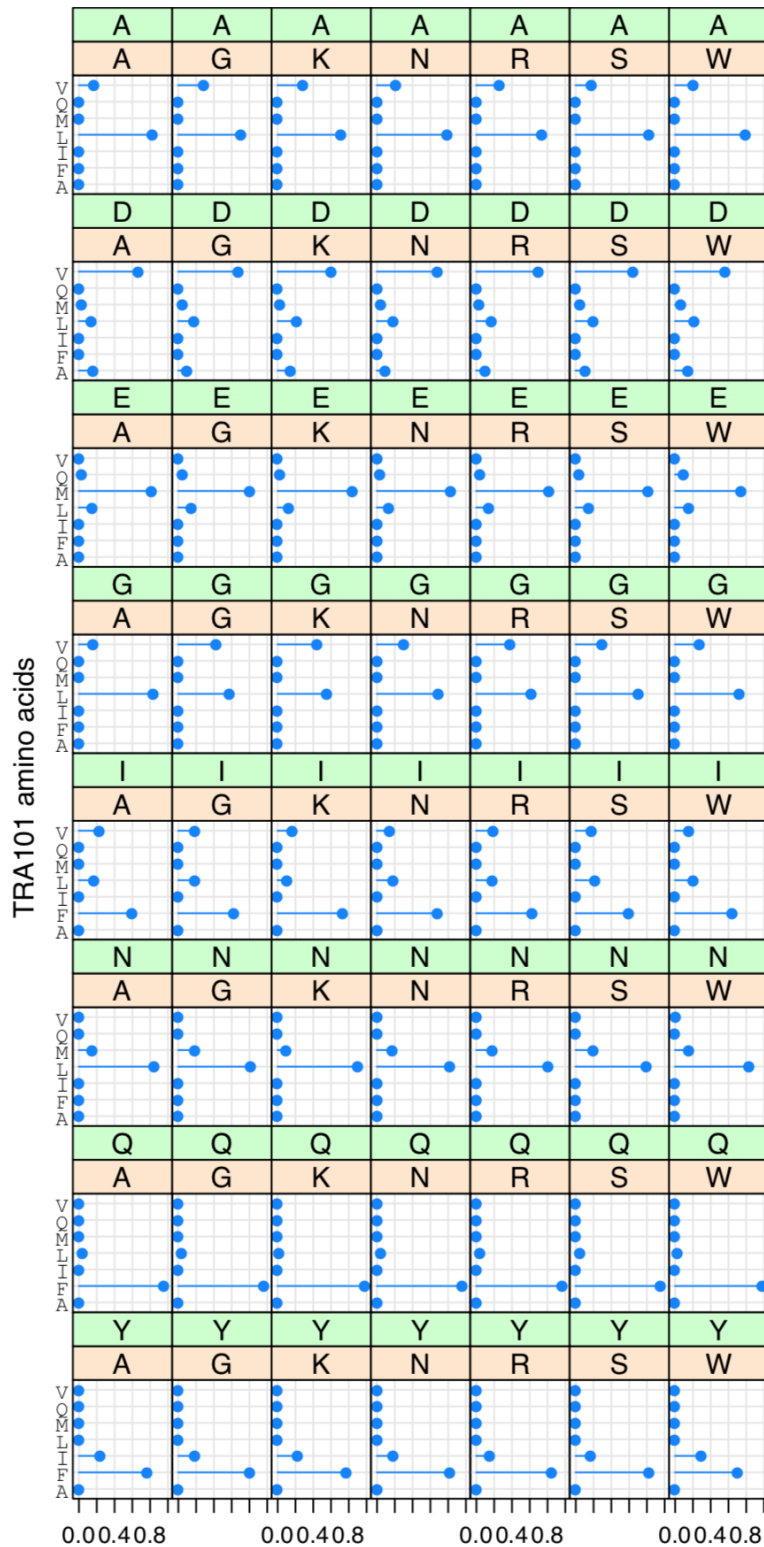 TRA101 amino acids
A A A A A A A
A G K N R S W
V
Q
M
L
I
F
A
D D D D D D D
A G K N R S W
V
Q
M
L
I
F
A
E E E E E E E
A G K N R S W
V
Q
M
L
I
F
A
G G G G G G G
A G K N R S W
V
Q
M
L
I
F
A
I I I I I I I
A G K N R S W
V
Q
M
L
I
F
A
N N N N N N N
A G K N R S W
V
Q
M
L
I
F
A
Q Q Q Q Q Q Q
A G K N R S W
V
Q
M
L
I
F
A
Y Y Y Y Y Y Y
A G K N R S W
V
Q
M
L
I
F
A
0.00.40.8 0.00.40.8 0.00.40.8 0.00.40.8